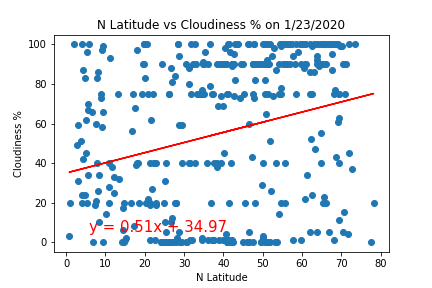 N Latitude vs Cloudiness % on 1/23/2020
Cloudiness %
100
80
60
40
20
0
y = 0.51x + 34.97
0 10 20 30 40 50 60 70 80
N Latitude